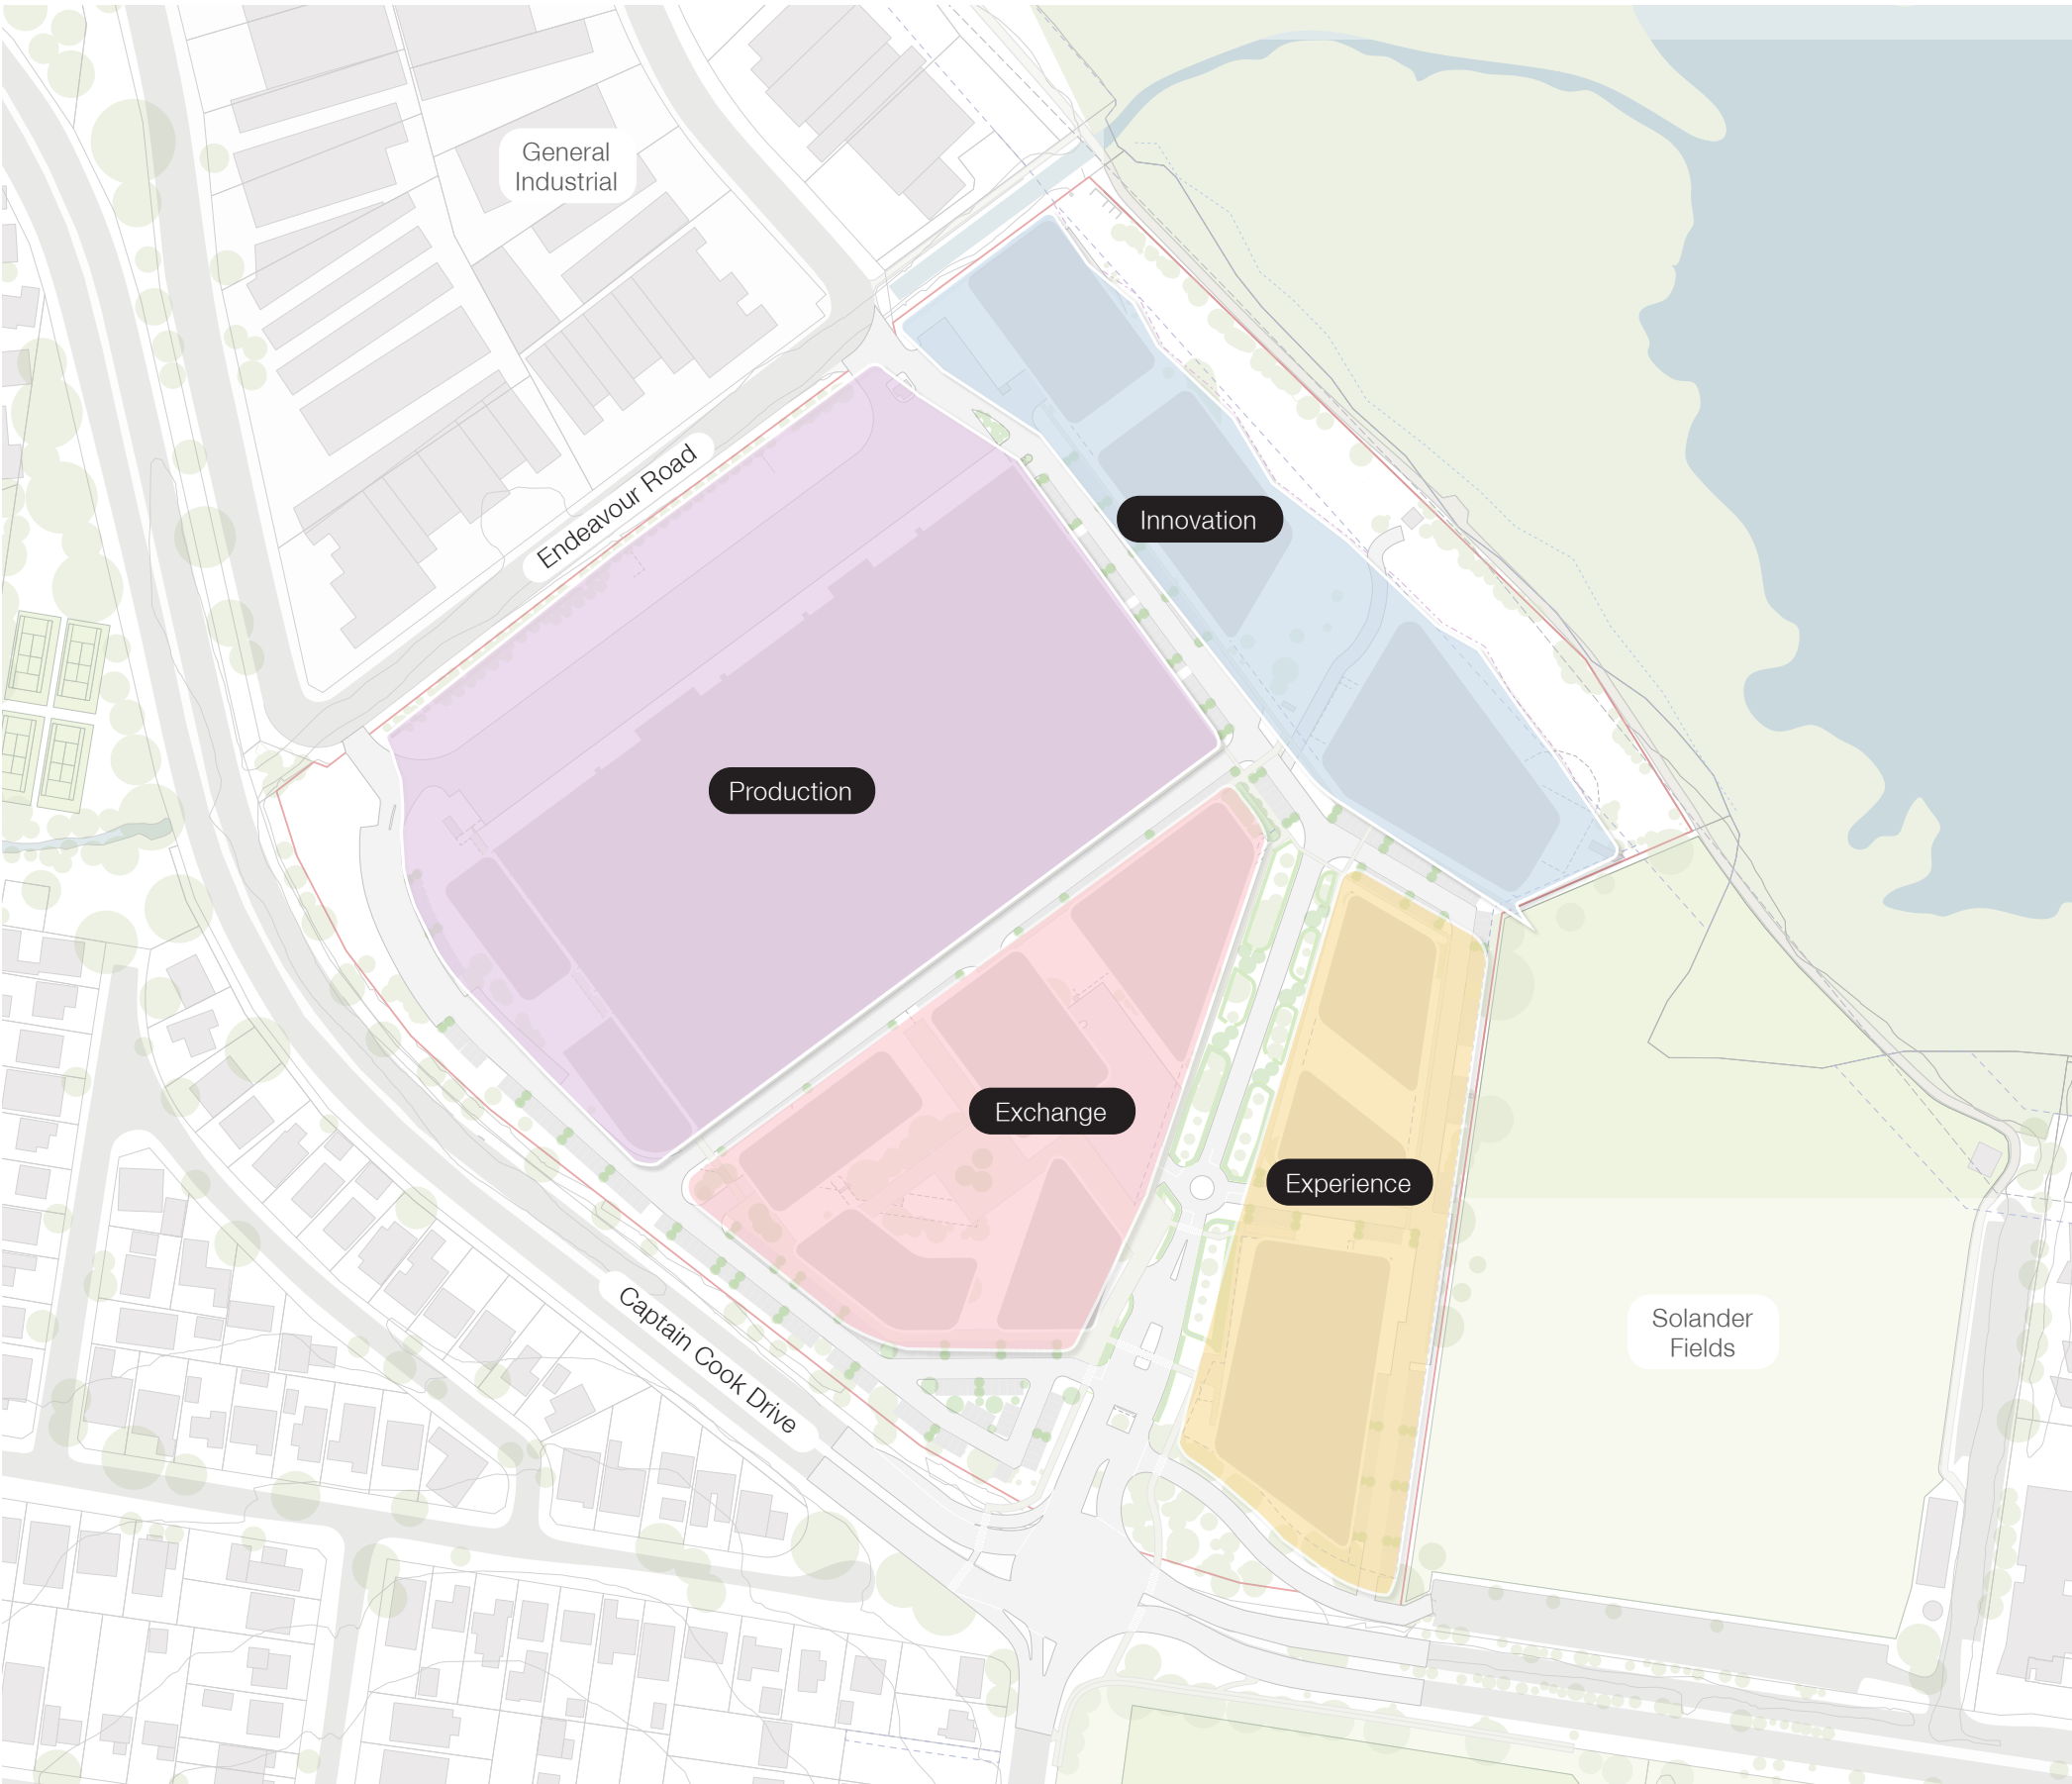 General
Industrial
Endeavour Road
Innovation
Production
Exchange
Experience
Captain Cook Drive
Solander
Fields